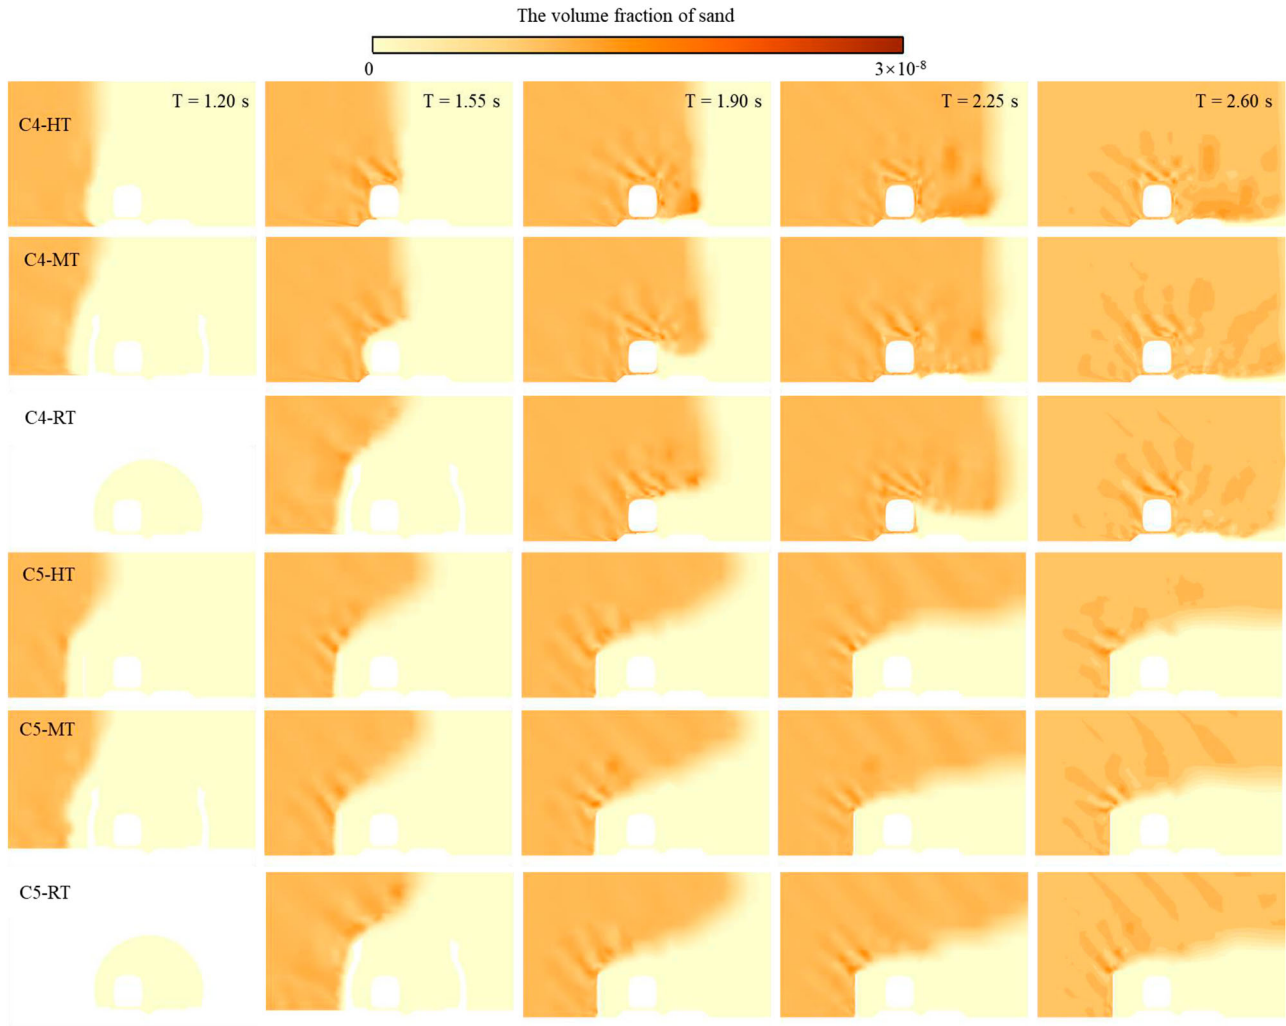 The volume fraction of sand
0 3×10⁻⁸
T = 1.20 s T = 1.55 s T = 1.90 s T = 2.25 s T = 2.60 s
C4-HT
C4-MT
C4-RT
C5-HT
C5-MT
C5-RT